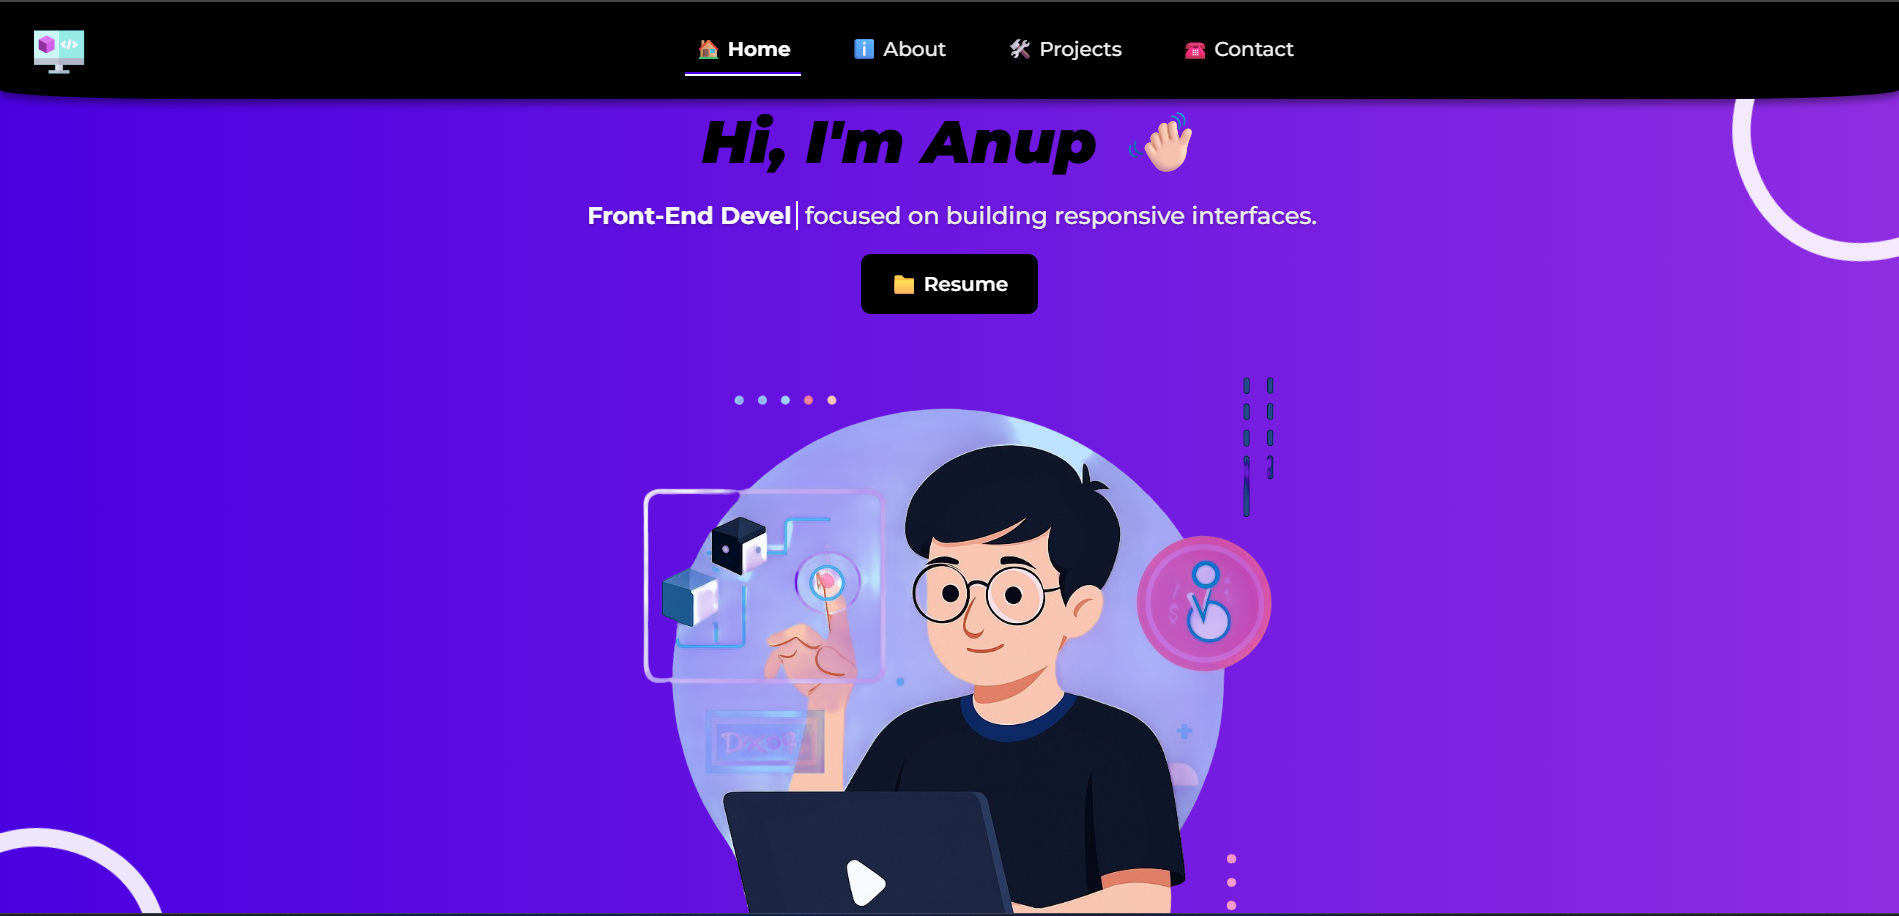 Home
About
Projects
Contact
Hi, I'm Anup
Front-End Devel focused on building responsive interfaces.
Resume